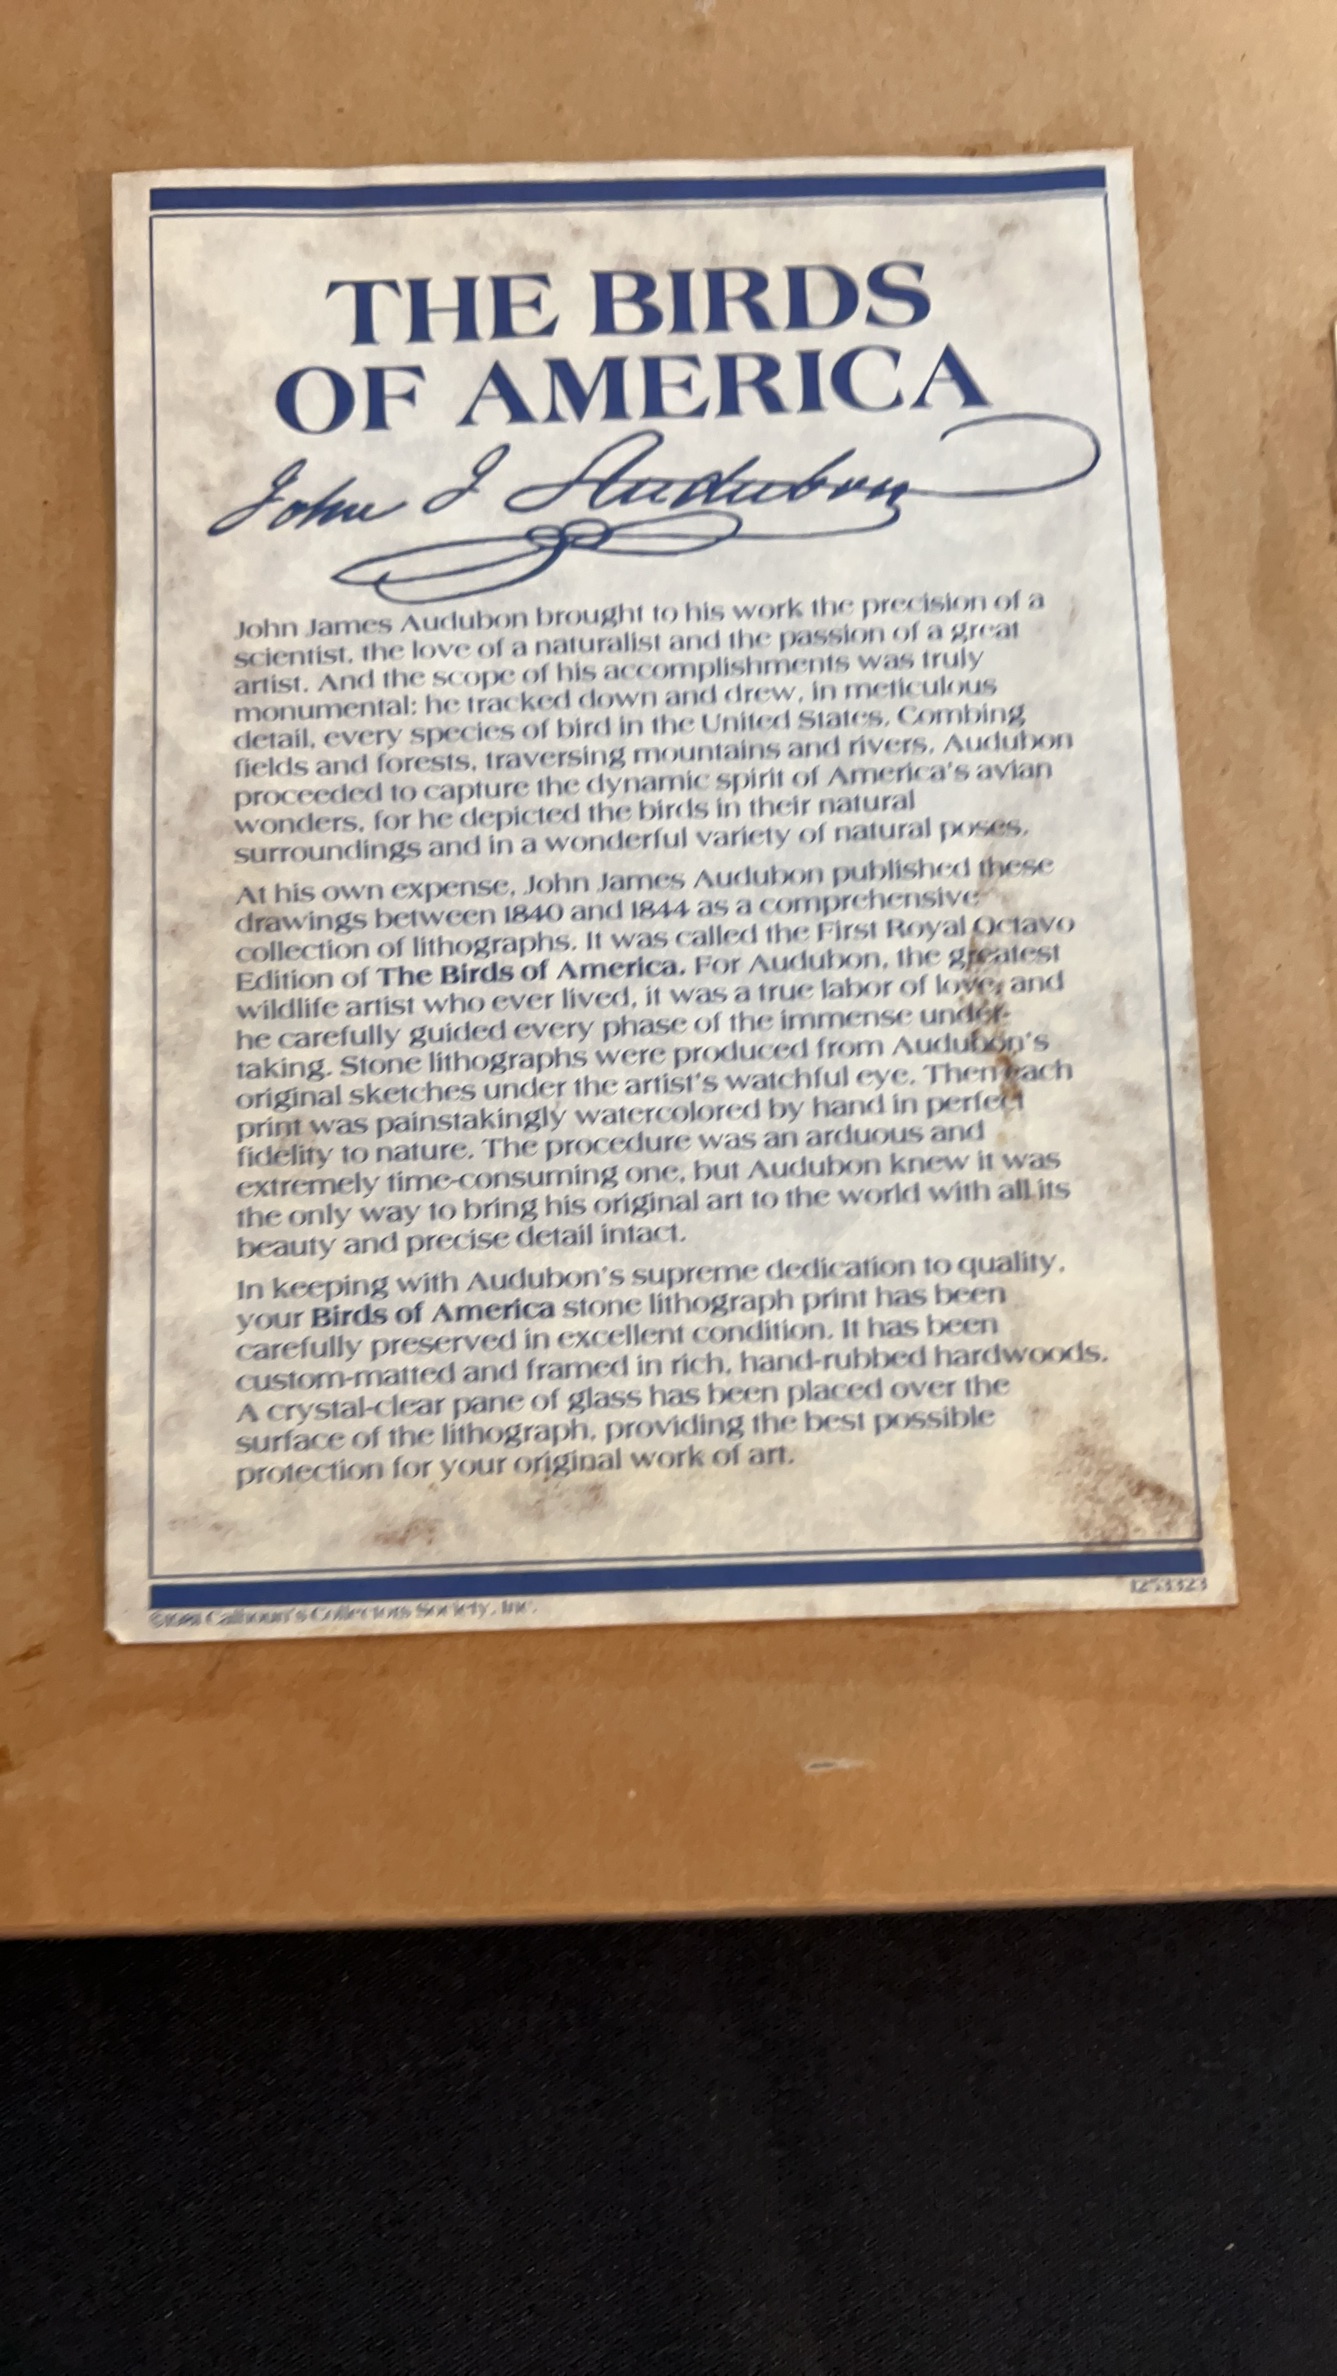 THE BIRDS
OF AMERICA
John J Audubon
John James Audubon brought to his work the precision of a
scientist, the love of a naturalist and the passion of a great
artist. And the scope of his accomplishments was truly
monumental: he tracked down and drew, in meticulous
detail, every species of bird in the United States. Combing
fields and forests, traversing mountains and rivers, Audubon
proceeded to capture the dynamic spirit of America's avian
wonders, for he depicted the birds in their natural
surroundings and in a wonderful variety of natural poses.
At his own expense, John James Audubon published these
drawings between 1840 and 1844 as a comprehensive
collection of lithographs. It was called the First Royal Octavo
Edition of The Birds of America. For Audubon, the greatest
wildlife artist who ever lived, it was a true labor of love, and
he carefully guided every phase of the immense under-
taking. Stone lithographs were produced from Audubon's
original sketches under the artist's watchful eye. Then each
print was painstakingly watercolored by hand in perfect
fidelity to nature. The procedure was an arduous and
extremely time-consuming one, but Audubon knew it was
the only way to bring his original art to the world with all its
beauty and precise detail intact.
In keeping with Audubon's supreme dedication to quality,
your Birds of America stone lithograph print has been
carefully preserved in excellent condition. It has been
custom-matted and framed in rich, hand-rubbed hardwoods.
A crystal-clear pane of glass has been placed over the
surface of the lithograph, providing the best possible
protection for your original work of art.
1253323
Calhoun's Collectors Society, Inc.